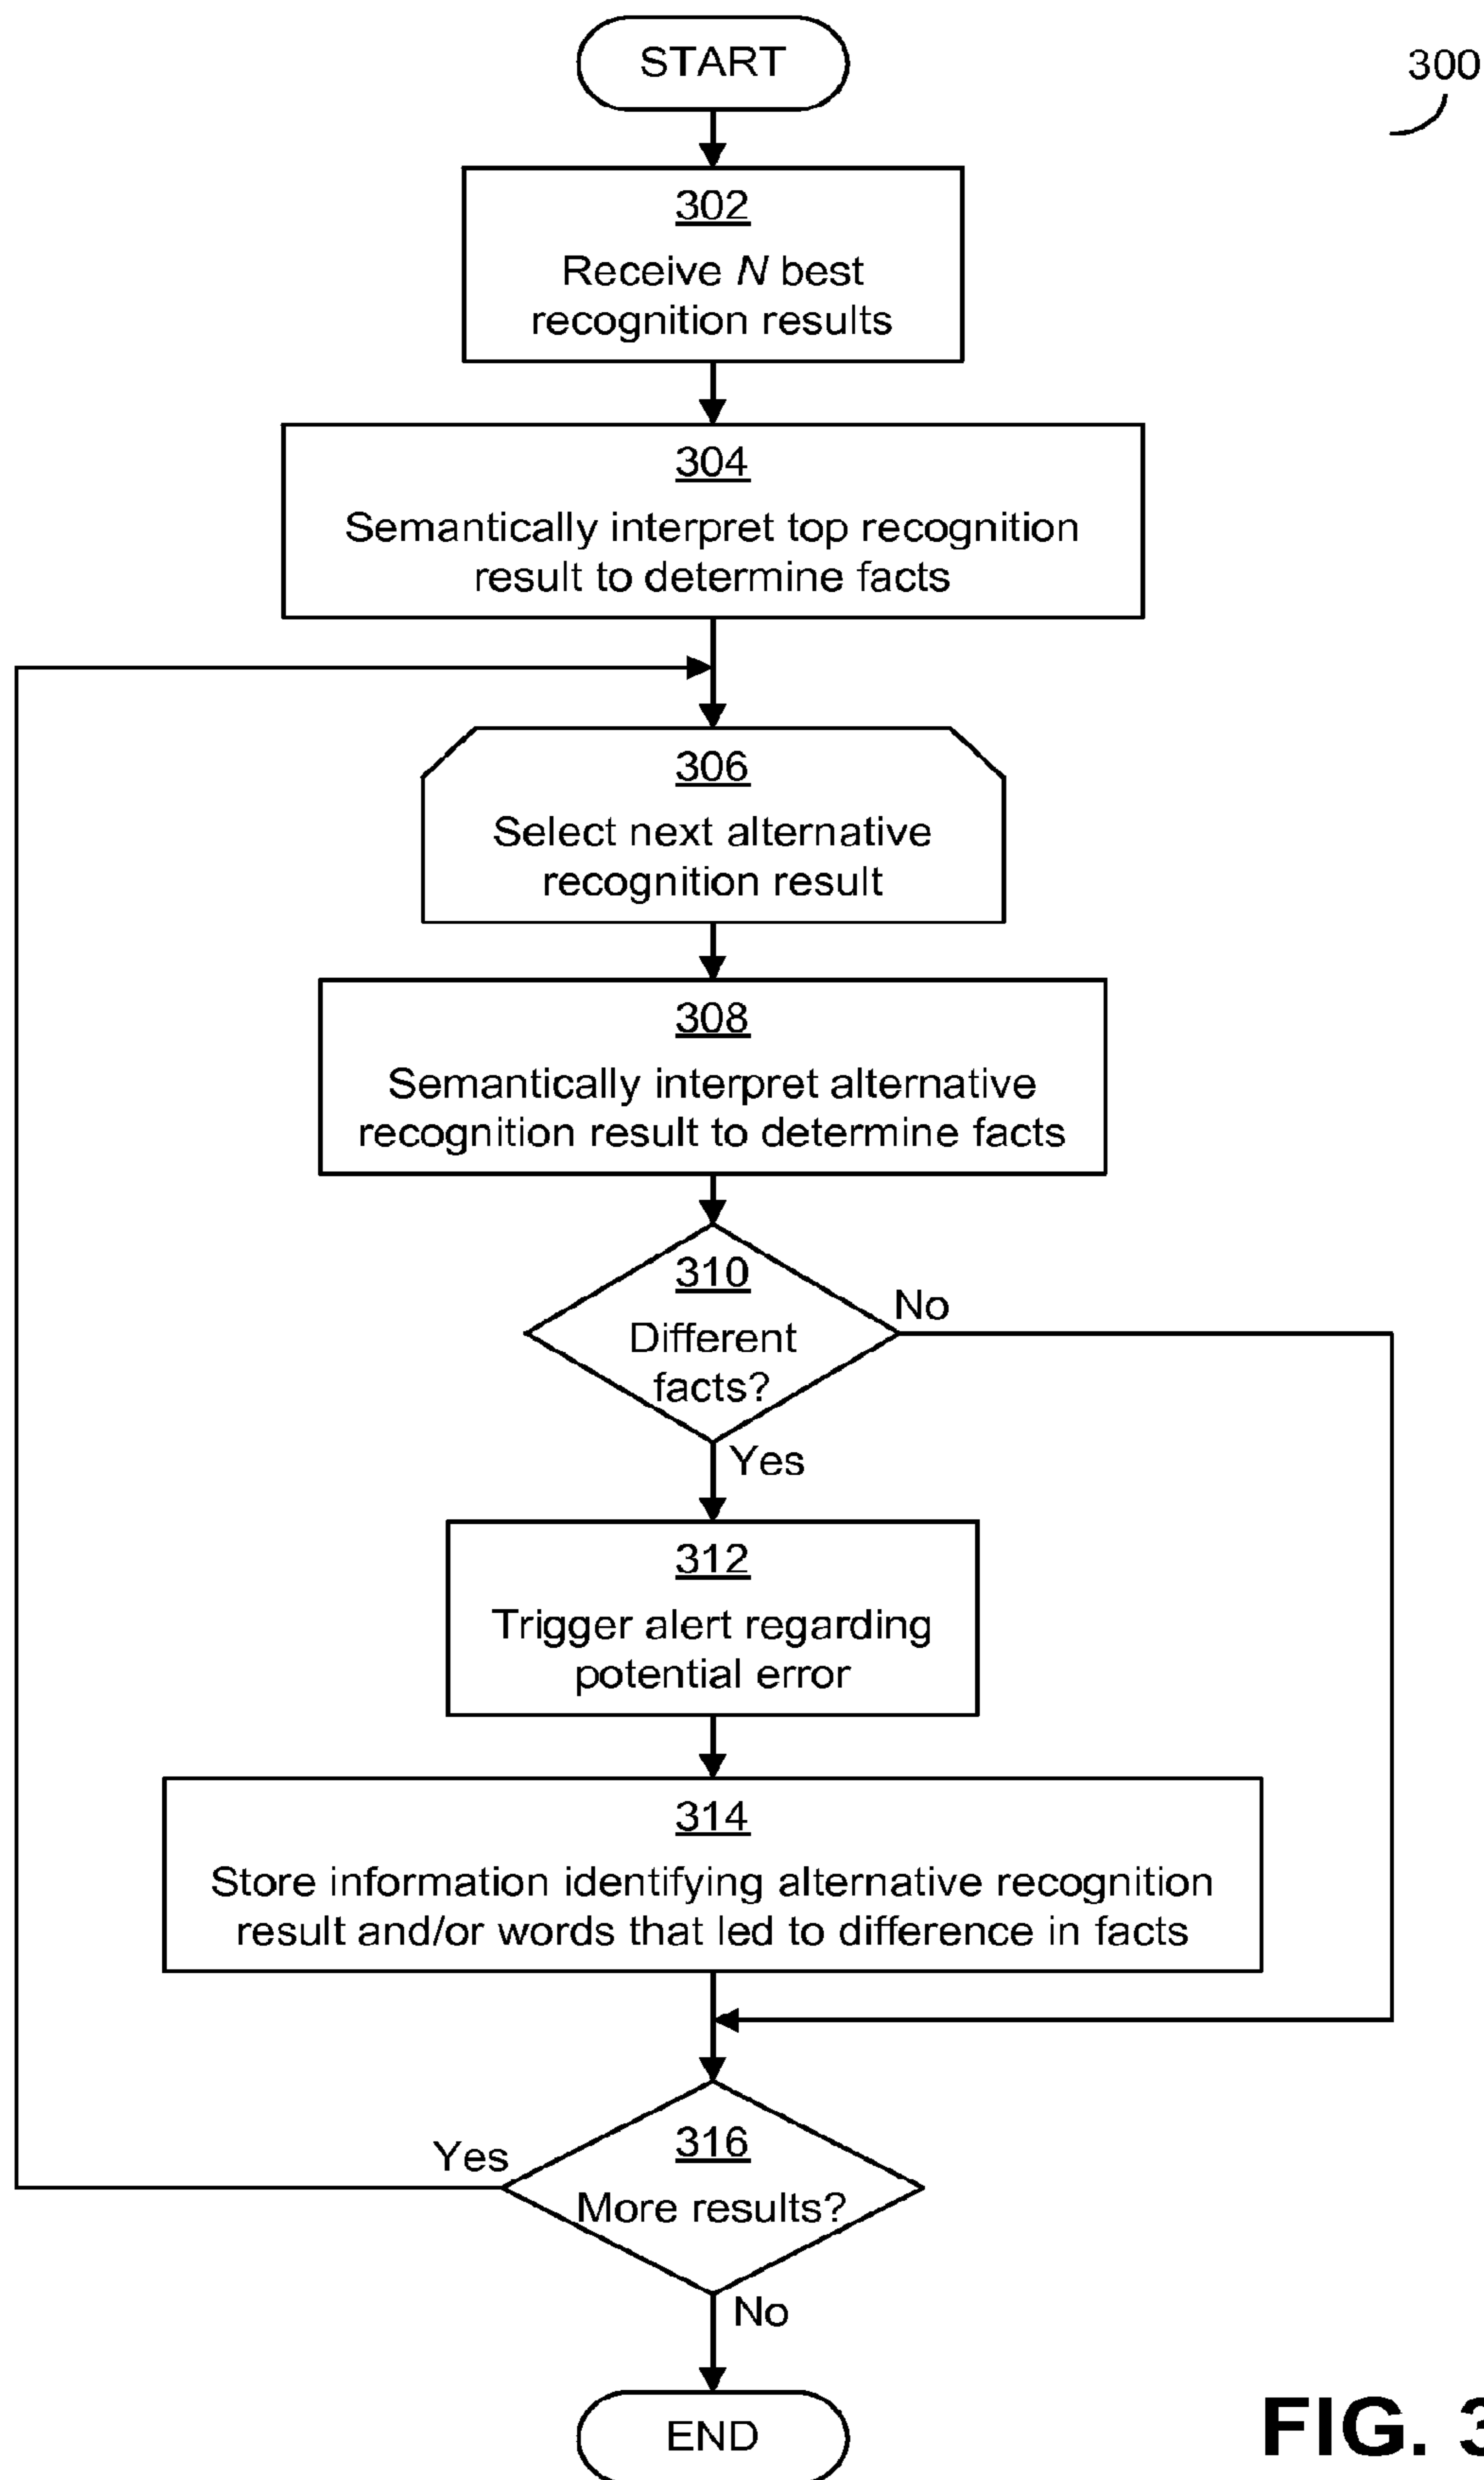 START
300
302
Receive N best
recognition results
304
Semantically interpret top recognition
result to determine facts
306
Select next alternative
recognition result
308
Semantically interpret alternative
recognition result to determine facts
310
Different
facts?
No
Yes
312
Trigger alert regarding
potential error
314
Store information identifying alternative recognition
result and/or words that led to difference in facts
316
More results?
Yes
No
END
FIG. 3